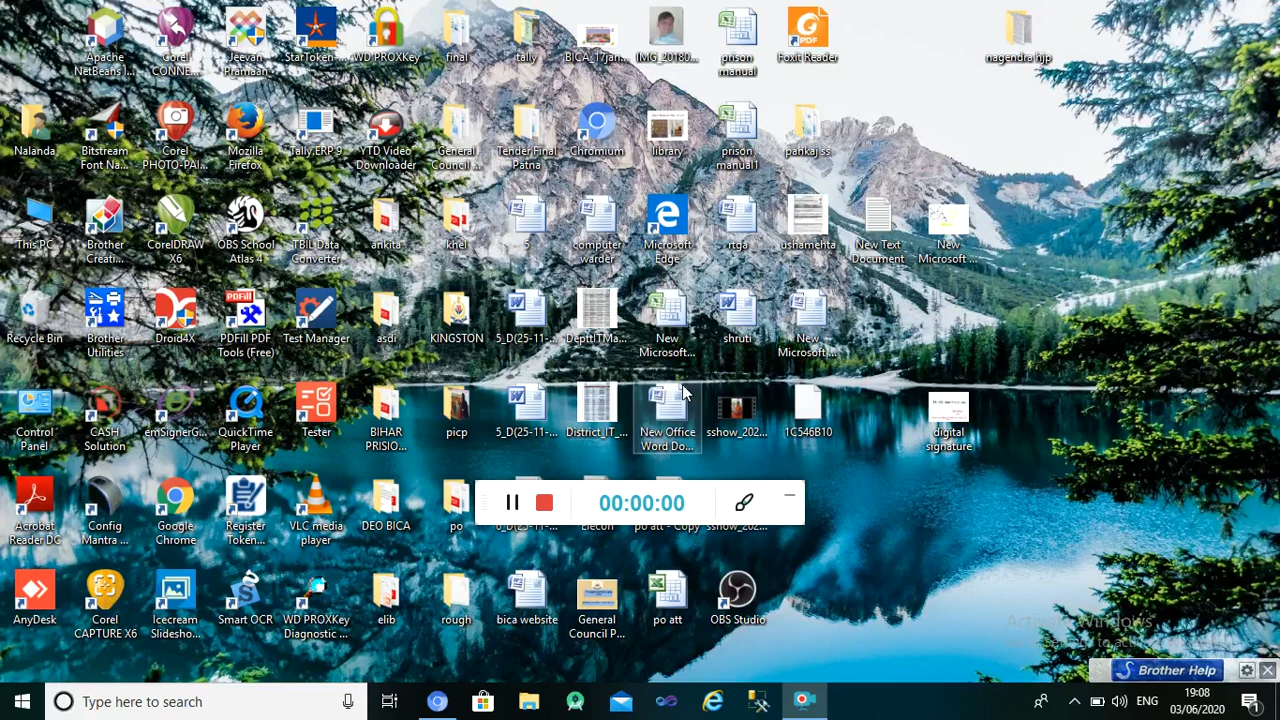 Apache
NetBeans I...
Corel
CONNE...
Jeevan
Pramaan
StarToken-...
WD PROXKey
final
tally
BICA_17jan...
IMG_20180...
prison
manual
Foxit Reader
nagendra hjp
Nalanda
Bitstream
Font Na...
Corel
PHOTO-PAI...
Mozilla
Firefox
Tally.ERP 9
YTD Video
Downloader
General
Council ...
Tender Final
Patna
Chromium
library
prison
manual1
pankaj ss
This PC
Brother
Creati...
CorelDRAW
X6
OBS School
Atlas 4
TBIL Data
Converter
ankita
khel
5
computer
warder
Microsoft
Edge
rtga
ushamehta
New Text
Document
New
Microsoft ...
Recycle Bin
Brother
Utilities
Droid4X
PDFill PDF
Tools (Free)
Test Manager
asdi
KINGSTON
5_D(25-11-...
DepttITMa...
New
Microsoft...
shruti
New
Microsoft...
Control
Panel
CASH
Solution
emSignerG...
QuickTime
Player
Tester
BIHAR
PRISIO...
picp
5_D(25-11-...
District_IT_...
New Office
Word Do...
sshow_202...
1C546B10
digital
signature
00:00:00
Acrobat
Reader DC
Config
Mantra ...
Google
Chrome
Register
Token...
VLC media
player
DEO BICA
po
Elecon
po att - Copy
sshow_202...
AnyDesk
Corel
CAPTURE X6
Icecream
Slidesho...
Smart OCR
WD PROXKey
Diagnostic ...
elib
rough
bica website
General
Council P...
po att
OBS Studio
Activate Windows
Brother Help
Type here to search
ENG
19:08
03/06/2020